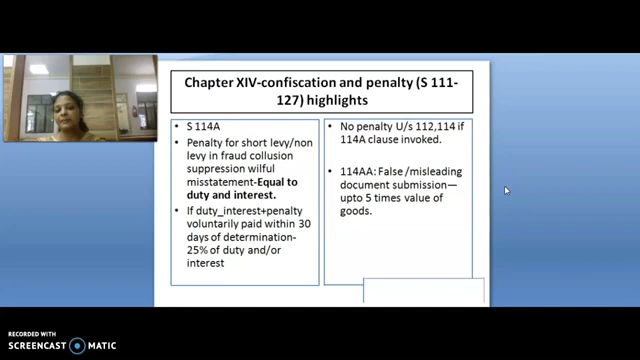 Chapter XIV-confiscation and penalty (S 111-
127) highlights
• S 114A
• Penalty for short levy/non
levy in fraud collusion
suppression wilful
misstatement-Equal to
duty and interest.
• If duty_interest+penalty
voluntarily paid within 30
days of determination-
25% of duty and/or
interest
• No penalty U/s 112,114 if
114A clause invoked.
• 114AA: False /misleading
document submission—
upto 5 times value of
goods.
RECORDED WITH
SCREENCAST MATIC